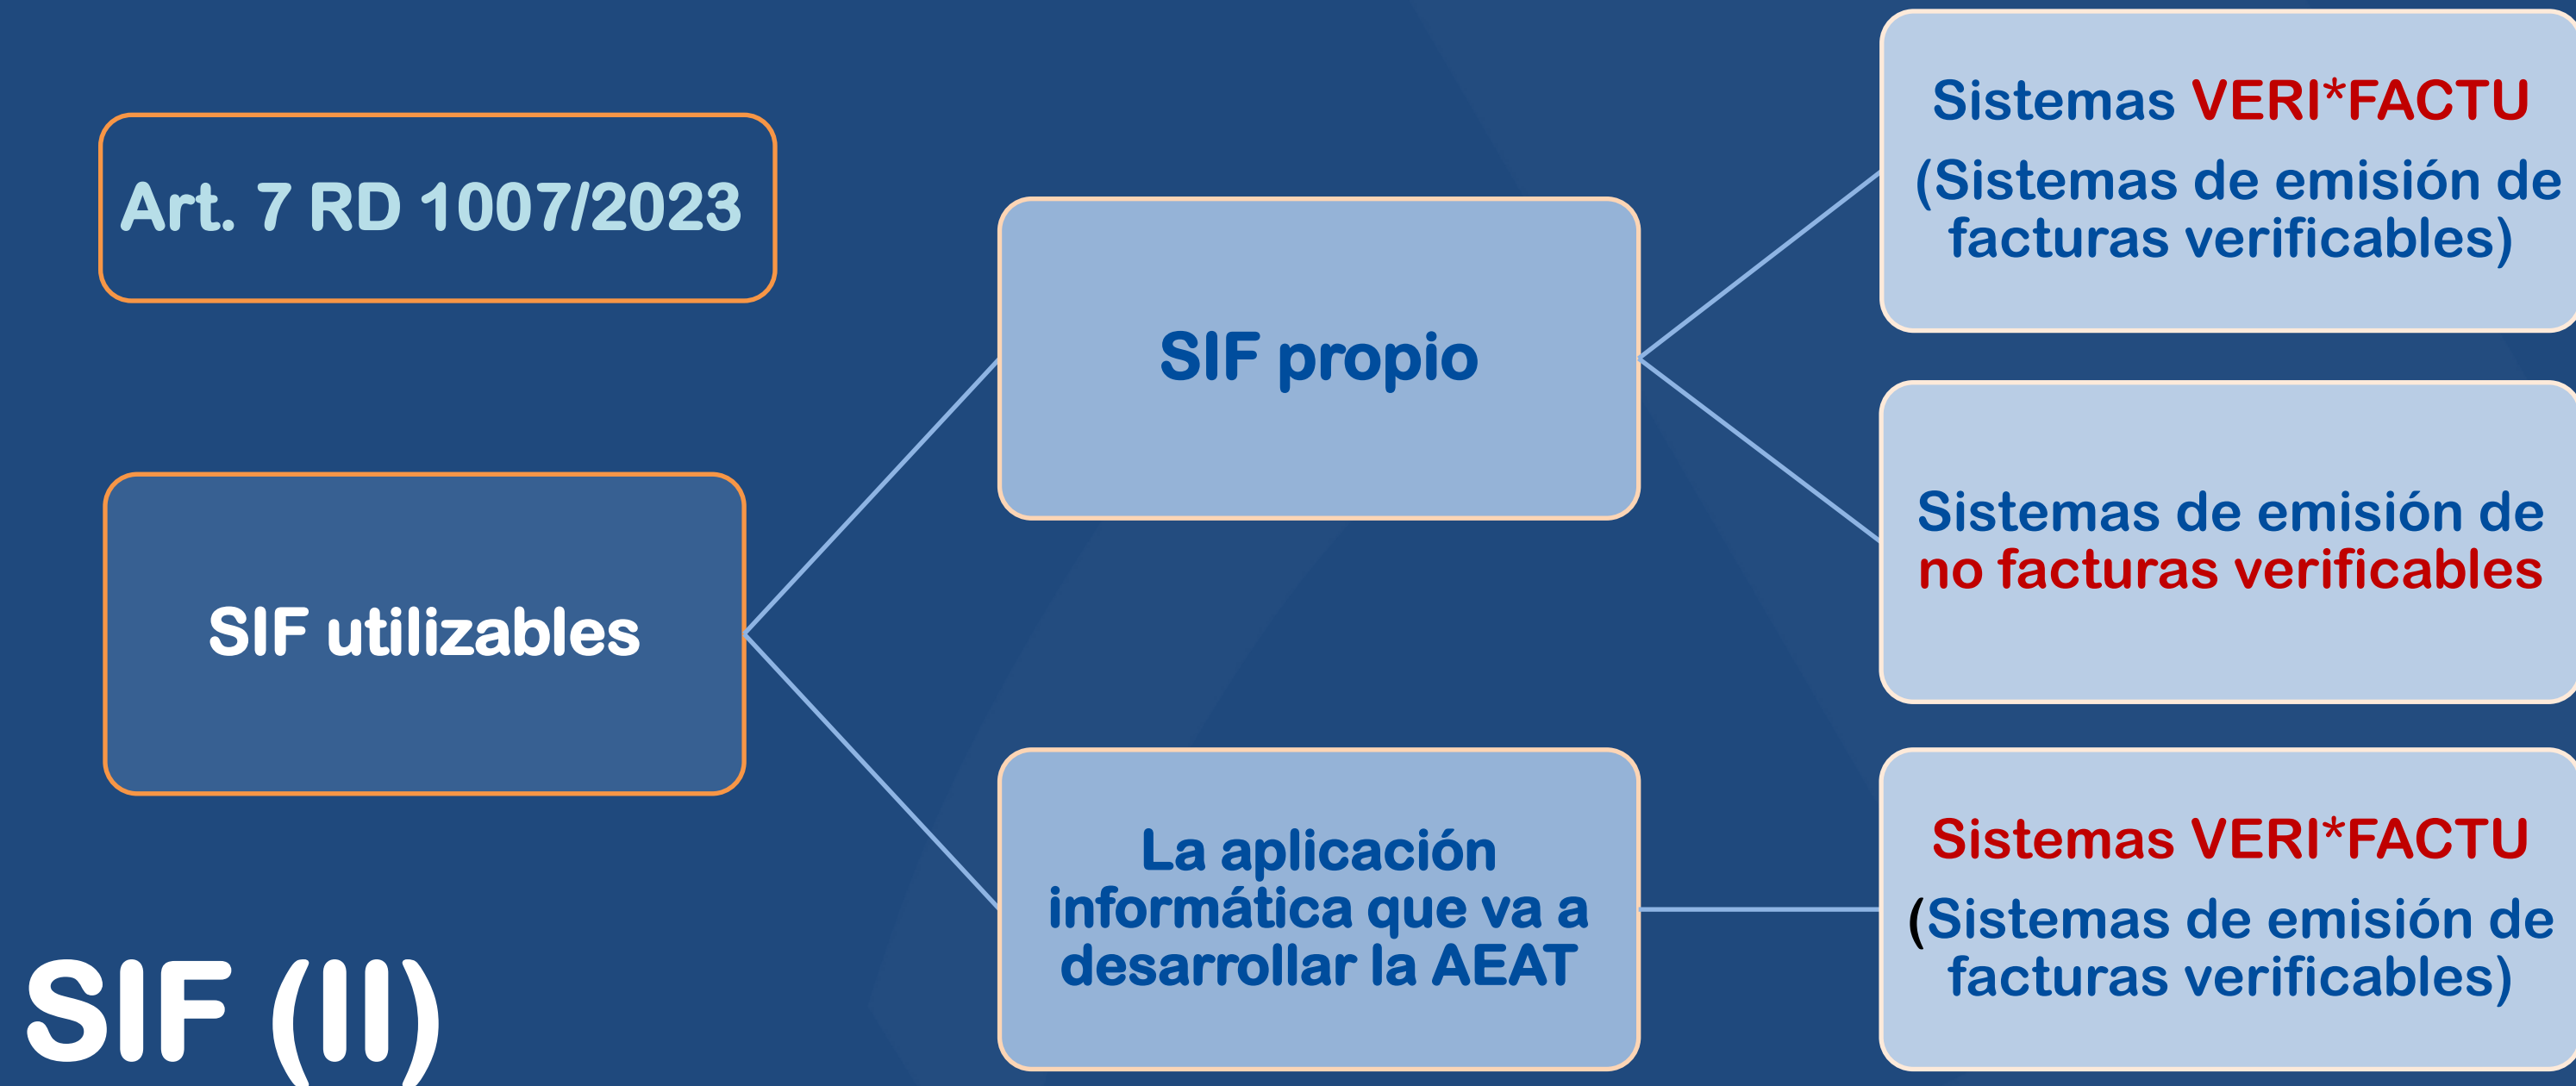 Art. 7 RD 1007/2023
SIF utilizables
SIF propio
La aplicación
informática que va a
desarrollar la AEAT
Sistemas VERI*FACTU
(Sistemas de emisión de
facturas verificables)
Sistemas de emisión de
no facturas verificables
Sistemas VERI*FACTU
(Sistemas de emisión de
facturas verificables)
SIF (II)